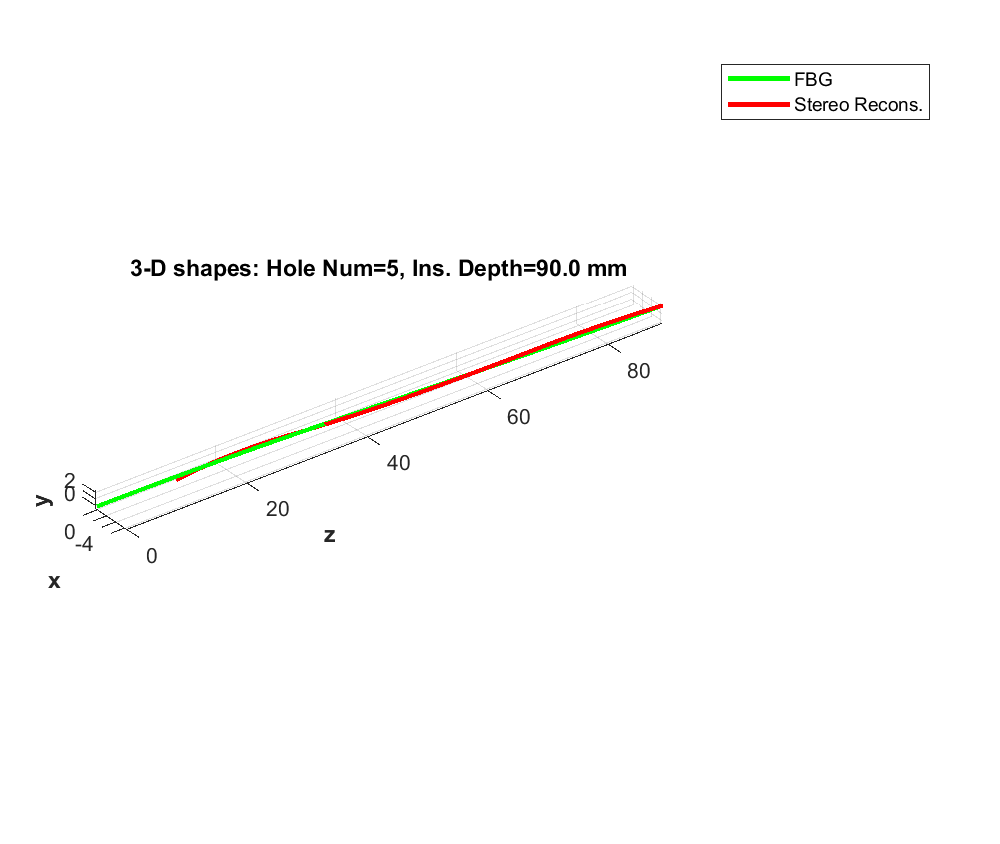 FBG
Stereo Recons.
3-D shapes: Hole Num=5, Ins. Depth=90.0 mm
80
60
40
20
0
z
2
0
y
0
-4
x